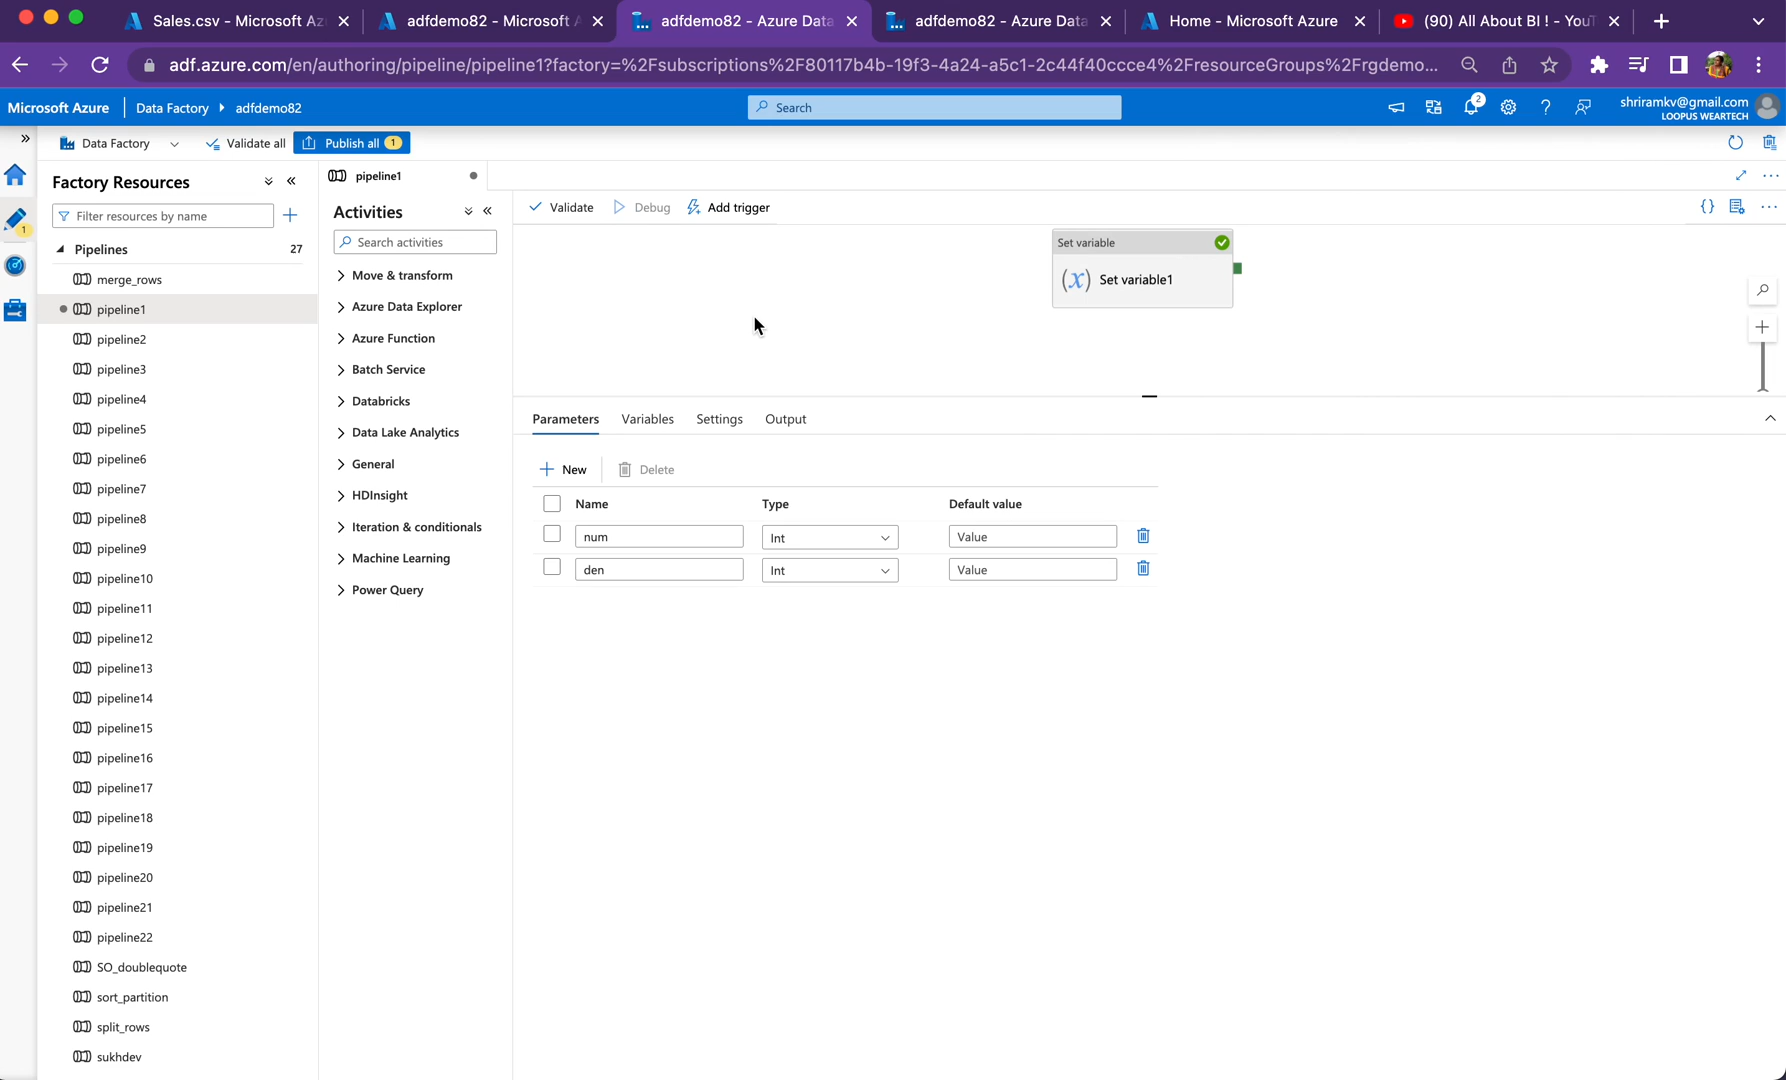 Sales.csv - Microsoft Az
adfdemo82 - Microsoft A
adfdemo82 - Azure Data
adfdemo82 - Azure Data
Home - Microsoft Azure
(90) All About BI ! - YouT
adf.azure.com/en/authoring/pipeline/pipeline1?factory=%2Fsubscriptions%2F80117b4b-19f3-4a24-a5c1-2c44f40ccce4%2FresourceGroups%2Frgdemo...
Microsoft Azure
Data Factory
adfdemo82
Search
2
shriramkv@gmail.com
LOOPUS WEARTECH
Data Factory
Validate all
Publish all 1
Factory Resources
Filter resources by name
1
Pipelines 27
merge_rows
pipeline1
pipeline2
pipeline3
pipeline4
pipeline5
pipeline6
pipeline7
pipeline8
pipeline9
pipeline10
pipeline11
pipeline12
pipeline13
pipeline14
pipeline15
pipeline16
pipeline17
pipeline18
pipeline19
pipeline20
pipeline21
pipeline22
SO_doublequote
sort_partition
split_rows
sukhdev
pipeline1
Activities
Search activities
Move & transform
Azure Data Explorer
Azure Function
Batch Service
Databricks
Data Lake Analytics
General
HDInsight
Iteration & conditionals
Machine Learning
Power Query
Validate
Debug
Add trigger
Set variable
(x) Set variable1
Parameters
Variables
Settings
Output
New
Delete
Name Type Default value
num Int Value
den Int Value